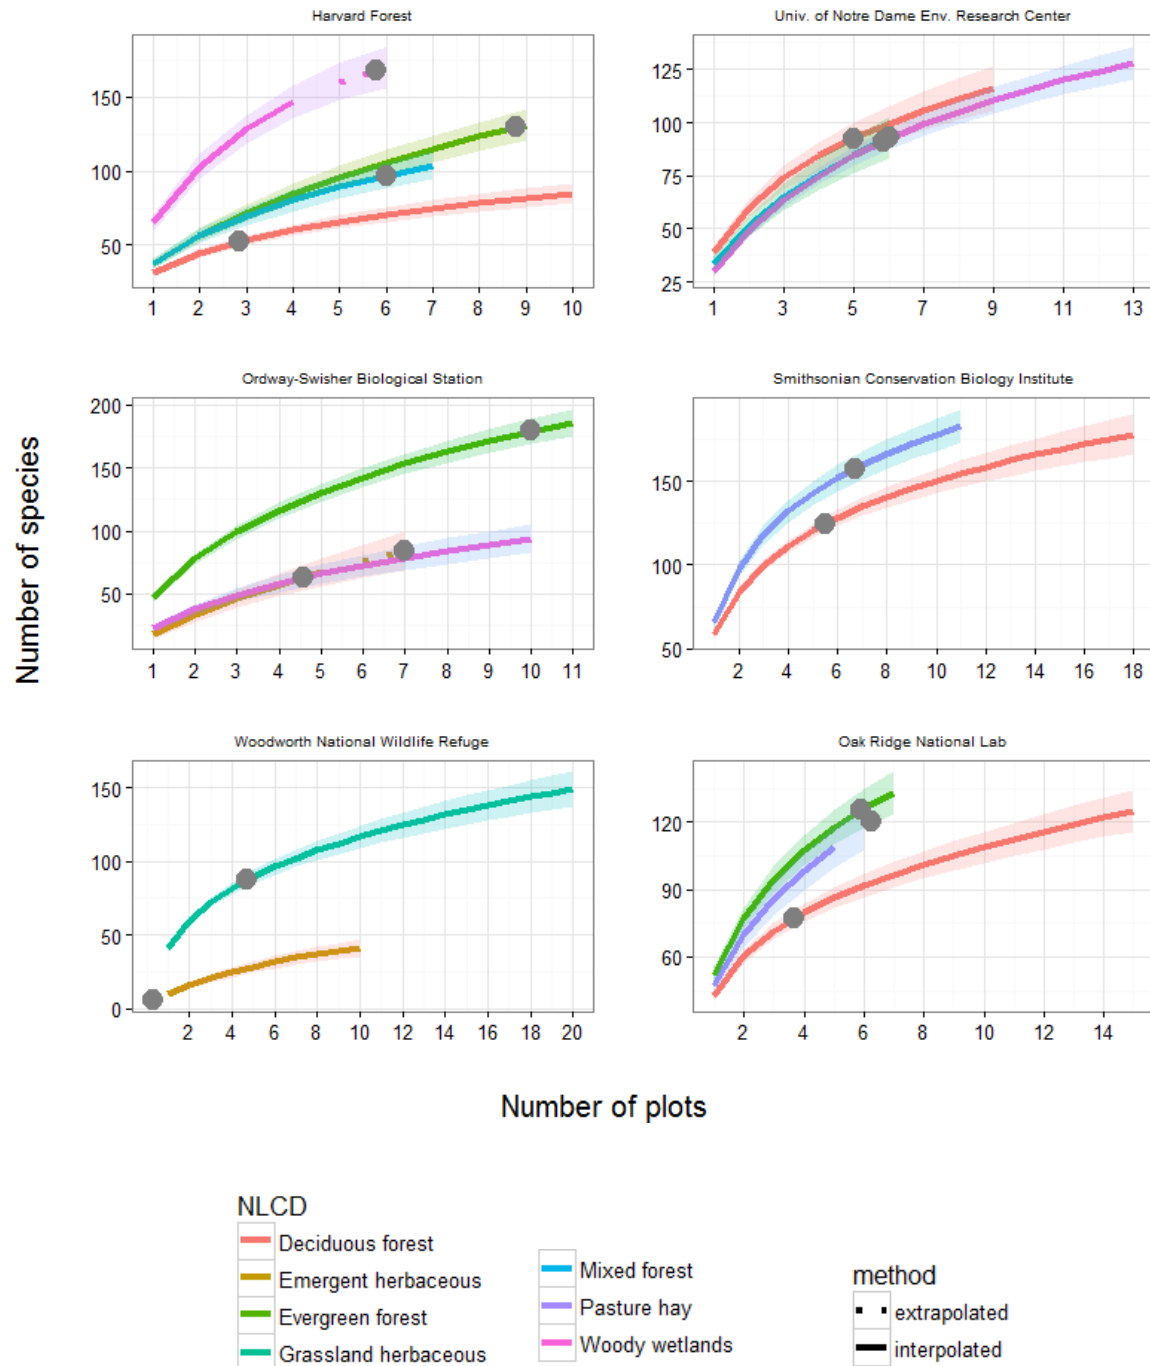 Harvard Forest
Univ. of Notre Dame Env. Research Center
150
100
50
1 2 3 4 5 6 7 8 9 10
125
100
75
50
25
1 3 5 7 9 11 13
Ordway-Swisher Biological Station
Smithsonian Conservation Biology Institute
200
150
100
50
1 2 3 4 5 6 7 8 9 10 11
150
100
50
2 4 6 8 10 12 14 16 18
Number of species
Woodworth National Wildlife Refuge
Oak Ridge National Lab
150
100
50
0
2 4 6 8 10 12 14 16 18 20
120
90
60
2 4 6 8 10 12 14
Number of plots
NLCD
Deciduous forest
Emergent herbaceous
Evergreen forest
Grassland herbaceous
Mixed forest
Pasture hay
Woody wetlands
method
extrapolated
interpolated